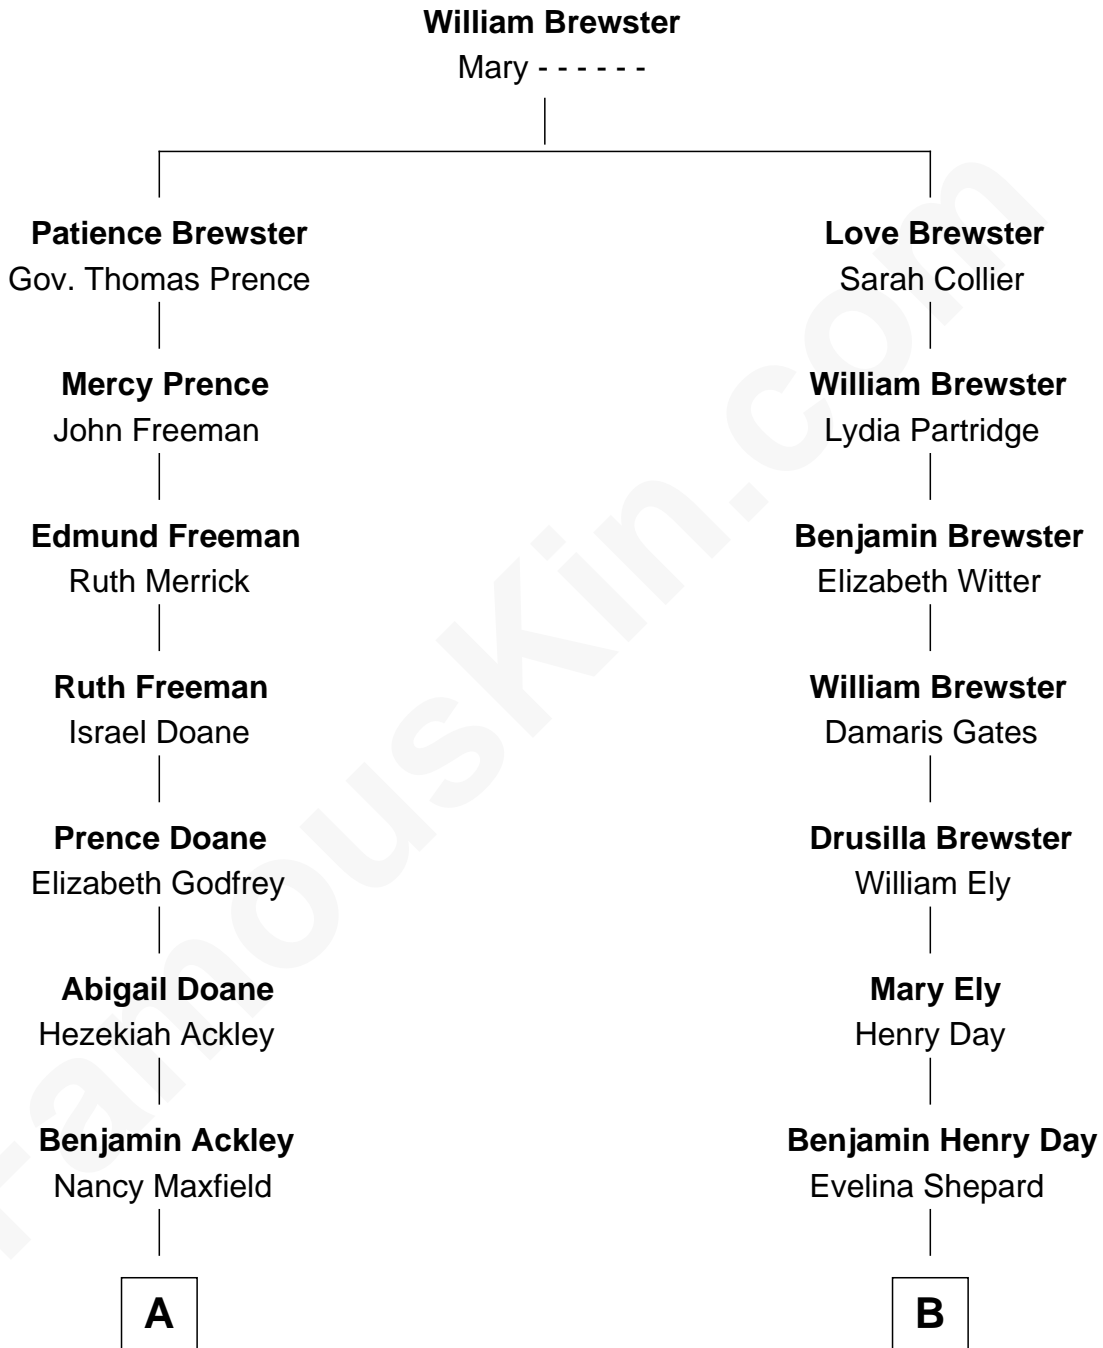 William Brewster
Mary - - - - - -
Patience Brewster
Gov. Thomas Prence
Love Brewster
Sarah Collier
Mercy Prence
John Freeman
William Brewster
Lydia Partridge
Edmund Freeman
Ruth Merrick
Benjamin Brewster
Elizabeth Witter
Ruth Freeman
Israel Doane
William Brewster
Damaris Gates
Prence Doane
Elizabeth Godfrey
Drusilla Brewster
William Ely
Abigail Doane
Hezekiah Ackley
Mary Ely
Henry Day
Benjamin Ackley
Nancy Maxfield
Benjamin Henry Day
Evelina Shepard
A
B
FamousKin.com